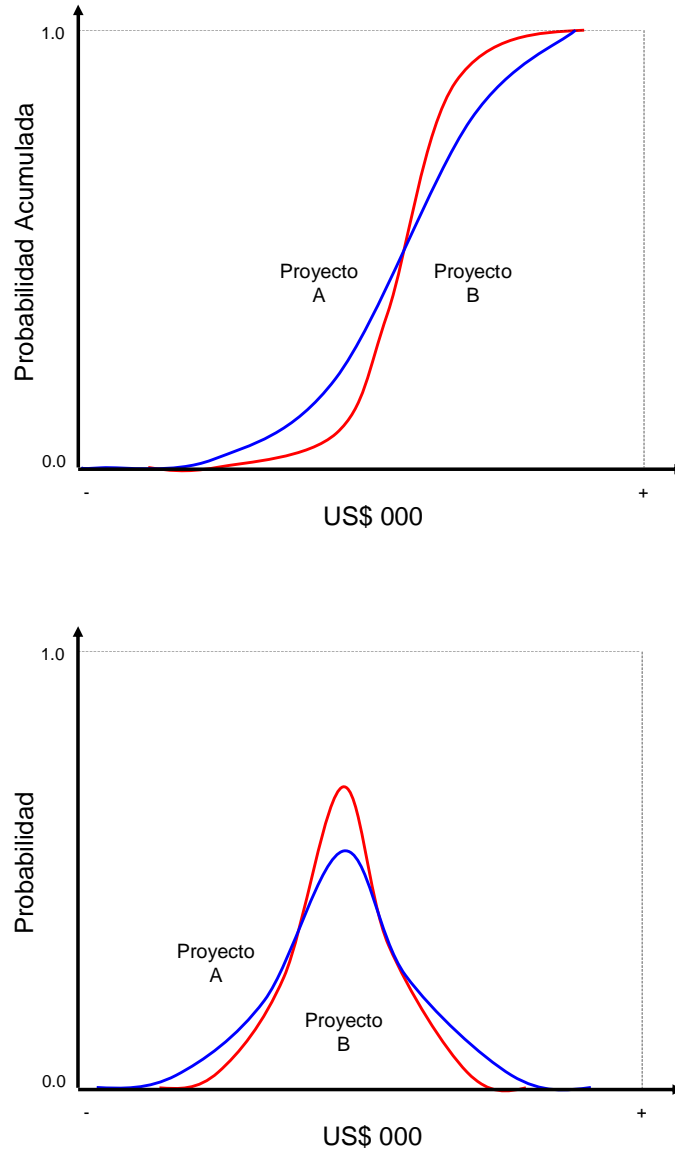 1.0
Probabilidad Acumulada
Proyecto
A
Proyecto
B
0.0
-
+
US$ 000
1.0
Probabilidad
Proyecto
A
Proyecto
B
0.0
-
+
US$ 000